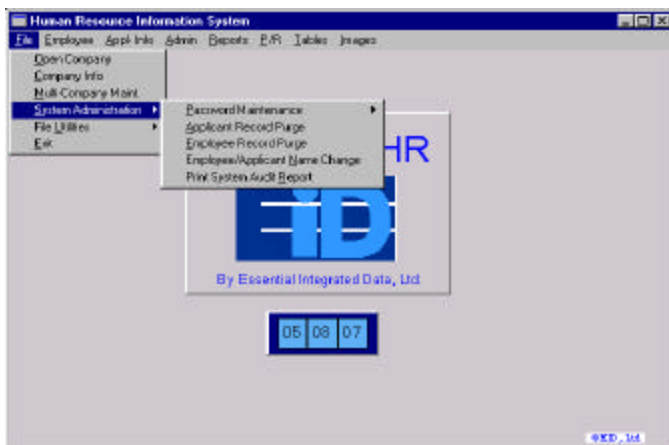 Human Resource Information System
File Employee Appl Info Admin Reports P/R Tables Images
Open Company
Company Info
Multi-Company Maint
System Administration
File Utilities
Exit
Password Maintenance
Applicant Record Purge
Employee Record Purge
Employee/Applicant Name Change
Print System Audit Report
HR
iD
By Essential Integrated Data, Ltd
05 08 07